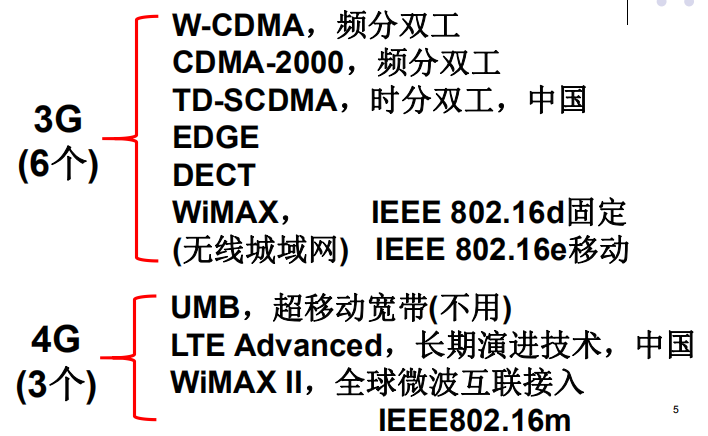 3G
(6个)
W-CDMA，频分双工
CDMA-2000，频分双工
TD-SCDMA，时分双工，中国
EDGE
DECT
WiMAX， IEEE 802.16d固定
(无线城域网) IEEE 802.16e移动
4G
(3个)
UMB，超移动宽带(不用)
LTE Advanced，长期演进技术，中国
WiMAX II，全球微波互联接入
IEEE802.16m
5